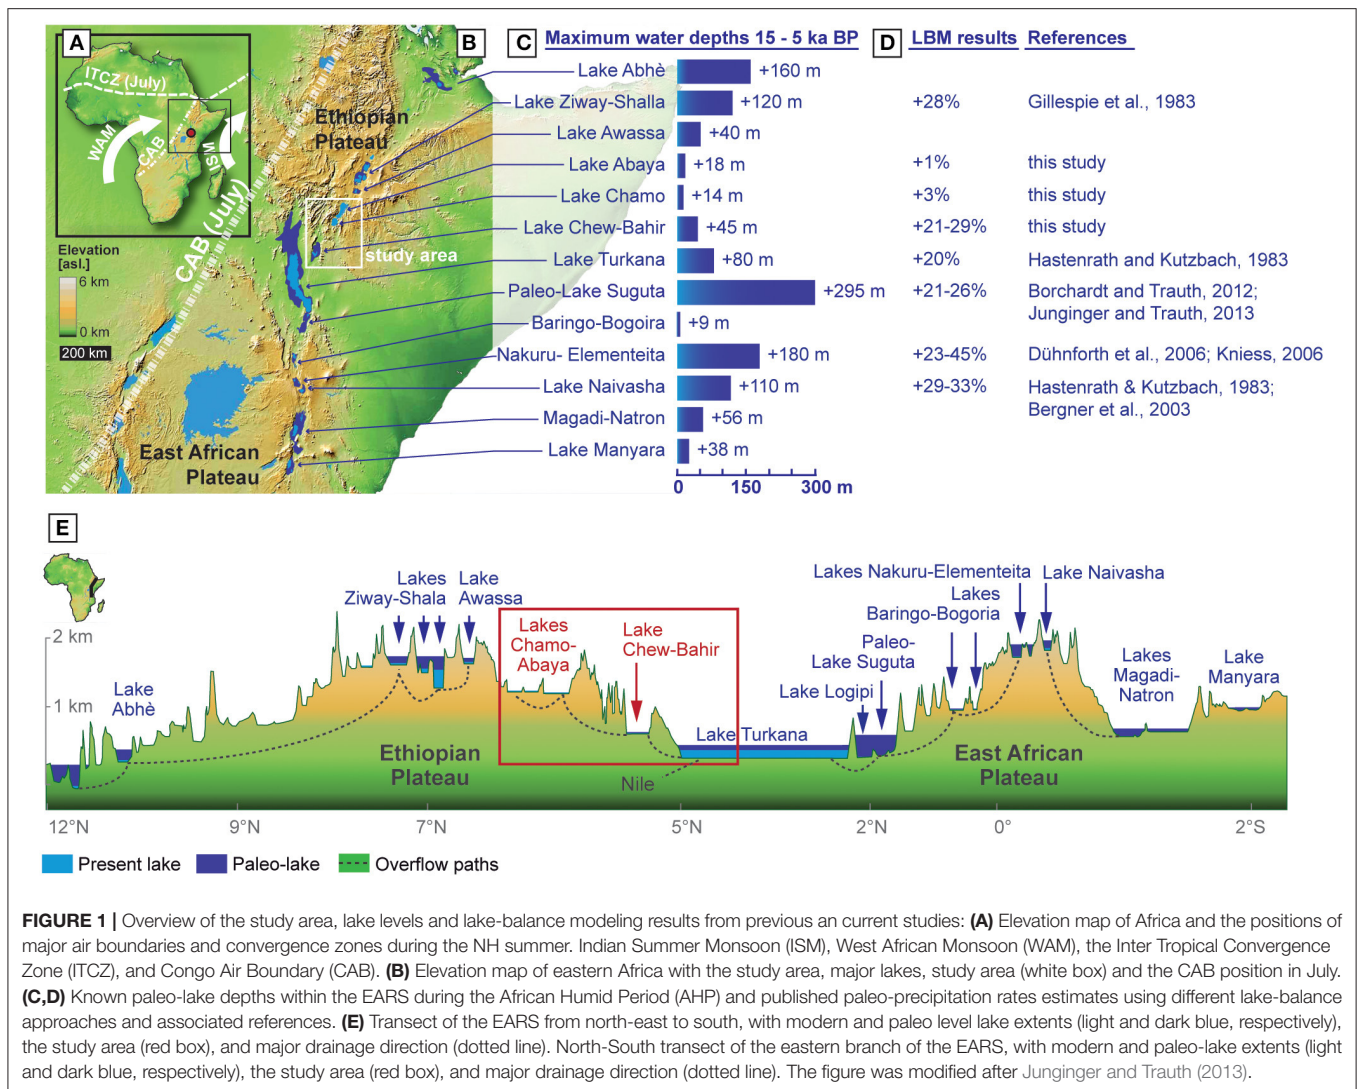 A
ITCZ (July)
WAM
CAB
ISM
B
Ethiopian
Plateau
CAB (July)
study area
Elevation
[asl.]
6 km
0 km
200 km
East African
Plateau
C
Maximum water depths 15 - 5 ka BP
D
LBM results
References
Lake Abhè +160 m
Lake Ziway-Shalla +120 m +28% Gillespie et al., 1983
Lake Awassa +40 m
Lake Abaya +18 m +1% this study
Lake Chamo +14 m +3% this study
Lake Chew-Bahir +45 m +21-29% this study
Lake Turkana +80 m +20% Hastenrath and Kutzbach, 1983
Paleo-Lake Suguta +295 m +21-26% Borchardt and Trauth, 2012;
Junginger and Trauth, 2013
Baringo-Bogoira +9 m
Nakuru- Elementeita +180 m +23-45% Dühnforth et al., 2006; Kniess, 2006
Lake Naivasha +110 m +29-33% Hastenrath & Kutzbach, 1983;
Bergner et al., 2003
Magadi-Natron +56 m
Lake Manyara +38 m
0 150 300 m
E
2 km
1 km
Lake
Abhè
Lakes
Ziway-Shala
Lake
Awassa
Lakes
Chamo-
Abaya
Lake
Chew-Bahir
Lake Turkana
Nile
Lakes Nakuru-Elementeita
Lake Naivasha
Lakes
Baringo-Bogoria
Paleo-
Lake Suguta
Lake Logipi
Lakes
Magadi-
Natron
Lake
Manyara
Ethiopian
Plateau
East African
Plateau
12°N 9°N 7°N 5°N 2°N 0° 2°S
Present lake Paleo-lake Overflow paths
FIGURE 1 | Overview of the study area, lake levels and lake-balance modeling results from previous an current studies: (A) Elevation map of Africa and the positions of
major air boundaries and convergence zones during the NH summer. Indian Summer Monsoon (ISM), West African Monsoon (WAM), the Inter Tropical Convergence
Zone (ITCZ), and Congo Air Boundary (CAB). (B) Elevation map of eastern Africa with the study area, major lakes, study area (white box) and the CAB position in July.
(C,D) Known paleo-lake depths within the EARS during the African Humid Period (AHP) and published paleo-precipitation rates estimates using different lake-balance
approaches and associated references. (E) Transect of the EARS from north-east to south, with modern and paleo level lake extents (light and dark blue, respectively),
the study area (red box), and major drainage direction (dotted line). North-South transect of the eastern branch of the EARS, with modern and paleo-lake extents (light
and dark blue, respectively), the study area (red box), and major drainage direction (dotted line). The figure was modified after Junginger and Trauth (2013).